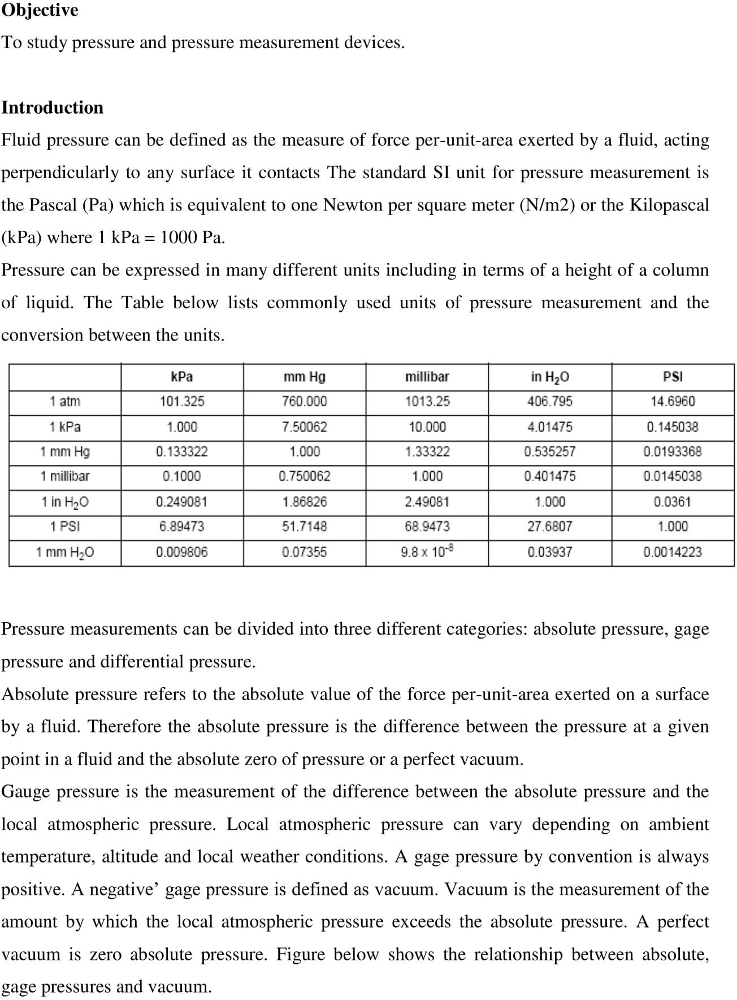 Objective
To study pressure and pressure measurement devices.
Introduction
Fluid pressure can be defined as the measure of force per-unit-area exerted by a fluid, acting
perpendicularly to any surface it contacts The standard SI unit for pressure measurement is
the Pascal (Pa) which is equivalent to one Newton per square meter (N/m2) or the Kilopascal
(kPa) where 1 kPa = 1000 Pa.
Pressure can be expressed in many different units including in terms of a height of a column
of liquid. The Table below lists commonly used units of pressure measurement and the
conversion between the units.
kPa mm Hg millibar in H₂O PSI
1 atm 101.325 760.000 1013.25 406.795 14.6960
1 kPa 1.000 7.50062 10.000 4.01475 0.145038
1 mm Hg 0.133322 1.000 1.33322 0.535257 0.0193368
1 millibar 0.1000 0.750062 1.000 0.401475 0.0145038
1 in H₂O 0.249081 1.86826 2.49081 1.000 0.0361
1 PSI 6.89473 51.7148 68.9473 27.6807 1.000
1 mm H₂O 0.009806 0.07355 9.8 x 10⁻⁸ 0.03937 0.0014223
Pressure measurements can be divided into three different categories: absolute pressure, gage
pressure and differential pressure.
Absolute pressure refers to the absolute value of the force per-unit-area exerted on a surface
by a fluid. Therefore the absolute pressure is the difference between the pressure at a given
point in a fluid and the absolute zero of pressure or a perfect vacuum.
Gauge pressure is the measurement of the difference between the absolute pressure and the
local atmospheric pressure. Local atmospheric pressure can vary depending on ambient
temperature, altitude and local weather conditions. A gage pressure by convention is always
positive. A negative’ gage pressure is defined as vacuum. Vacuum is the measurement of the
amount by which the local atmospheric pressure exceeds the absolute pressure. A perfect
vacuum is zero absolute pressure. Figure below shows the relationship between absolute,
gage pressures and vacuum.